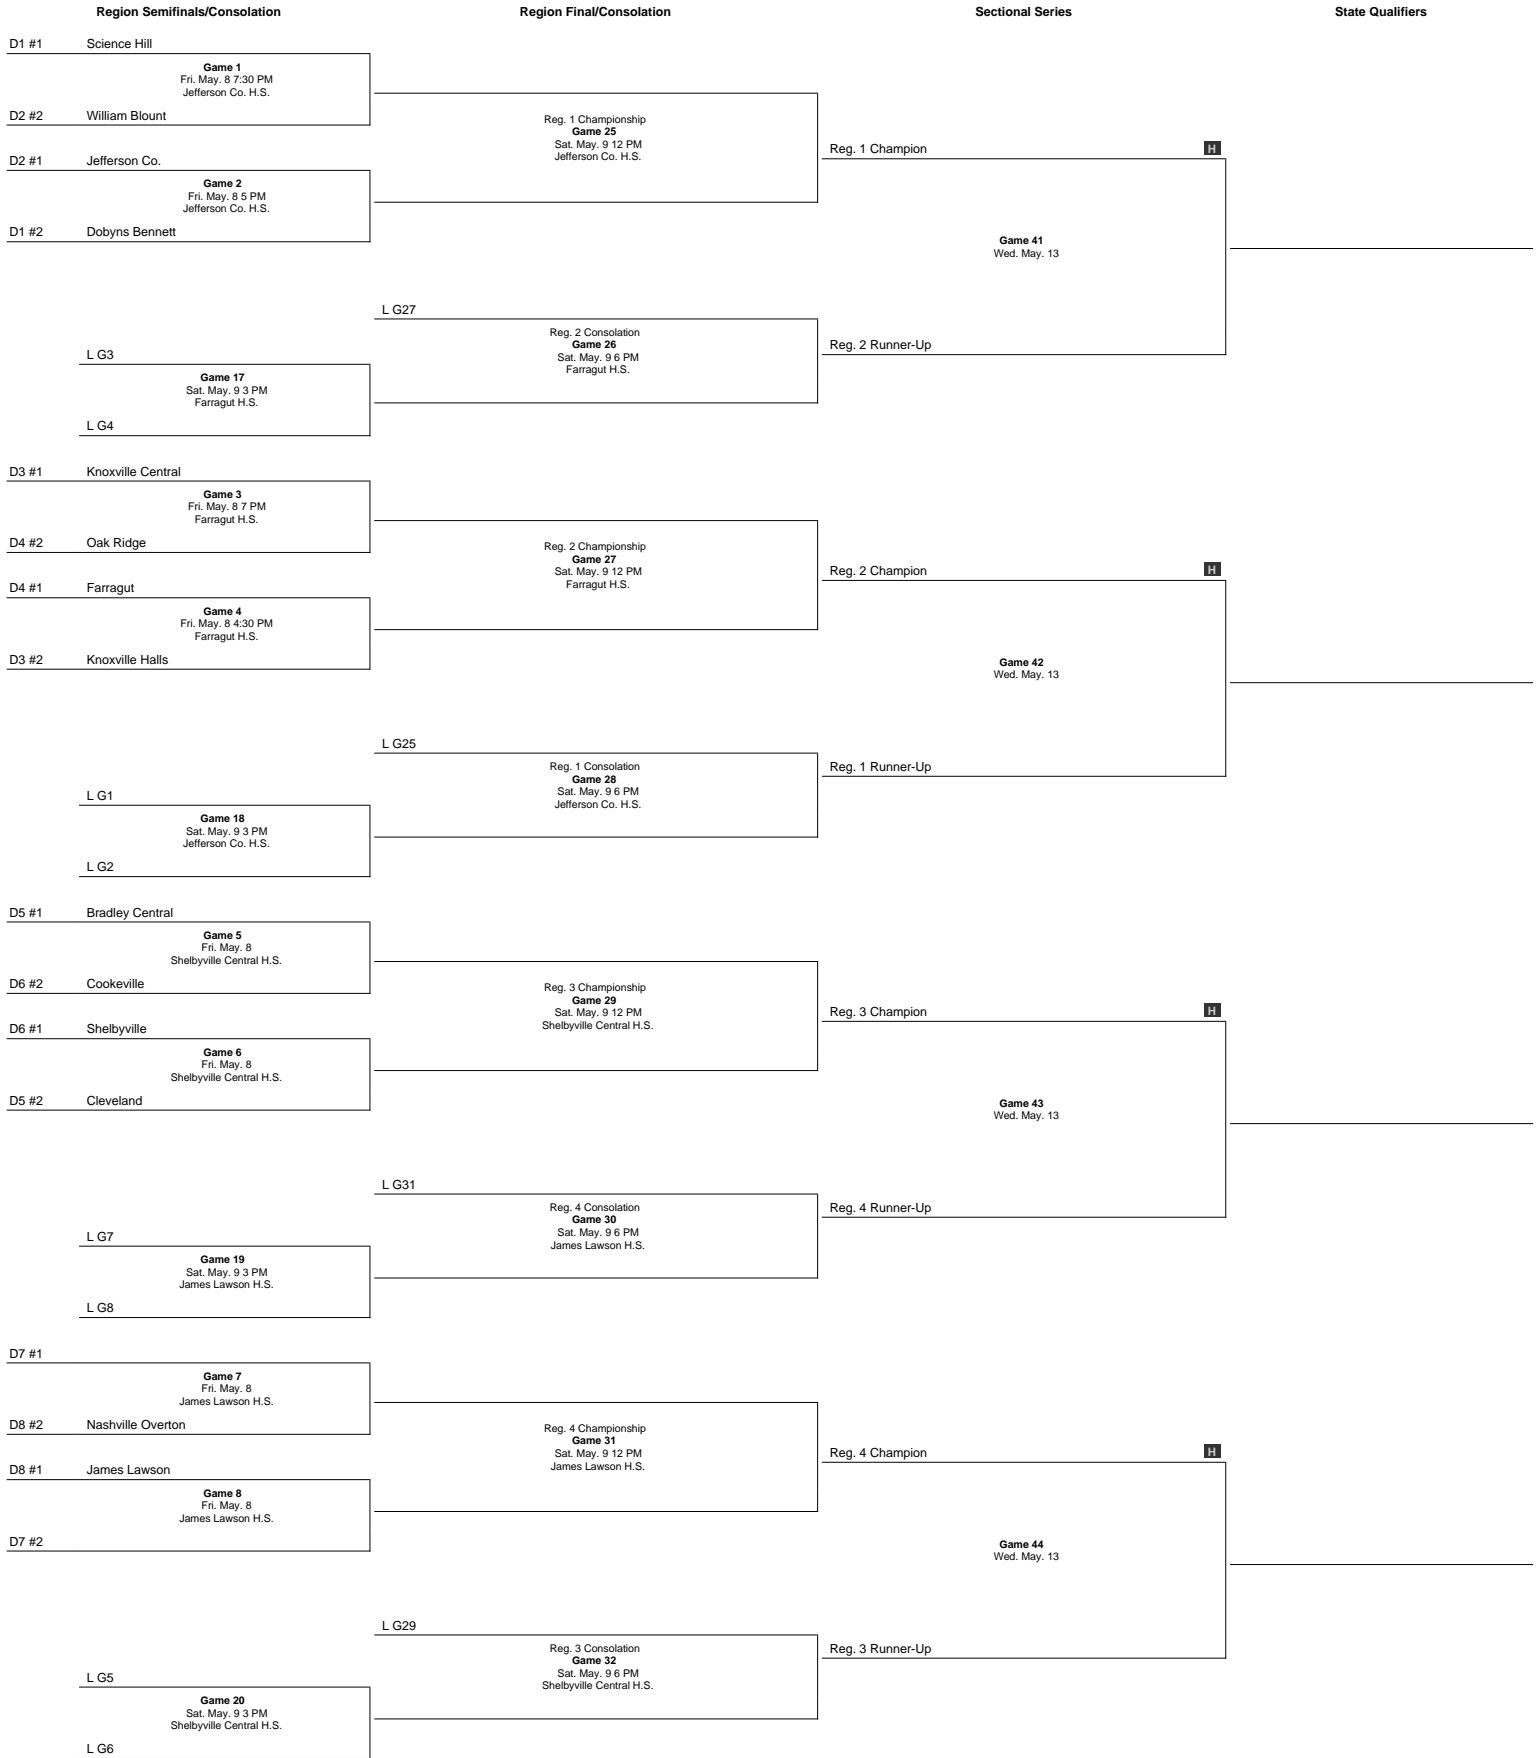 Region Semifinals/Consolation
Region Final/Consolation
Sectional Series
State Qualifiers
D1 #1 Science Hill
Game 1
Fri. May. 8 7:30 PM
Jefferson Co. H.S.
D2 #2 William Blount
Reg. 1 Championship
Game 25
Sat. May. 9 12 PM
Jefferson Co. H.S.
Reg. 1 Champion H
D2 #1 Jefferson Co.
Game 2
Fri. May. 8 5 PM
Jefferson Co. H.S.
D1 #2 Dobyns Bennett
Game 41
Wed. May. 13
L G27
Reg. 2 Consolation
Game 26
Sat. May. 9 6 PM
Farragut H.S.
Reg. 2 Runner-Up
L G3
Game 17
Sat. May. 9 3 PM
Farragut H.S.
L G4
D3 #1 Knoxville Central
Game 3
Fri. May. 8 7 PM
Farragut H.S.
D4 #2 Oak Ridge
Reg. 2 Championship
Game 27
Sat. May. 9 12 PM
Farragut H.S.
Reg. 2 Champion H
D4 #1 Farragut
Game 4
Fri. May. 8 4:30 PM
Farragut H.S.
D3 #2 Knoxville Halls
Game 42
Wed. May. 13
L G25
Reg. 1 Consolation
Game 28
Sat. May. 9 6 PM
Jefferson Co. H.S.
Reg. 1 Runner-Up
L G1
Game 18
Sat. May. 9 3 PM
Jefferson Co. H.S.
L G2
D5 #1 Bradley Central
Game 5
Fri. May. 8
Shelbyville Central H.S.
D6 #2 Cookeville
Reg. 3 Championship
Game 29
Sat. May. 9 12 PM
Shelbyville Central H.S.
Reg. 3 Champion H
D6 #1 Shelbyville
Game 6
Fri. May. 8
Shelbyville Central H.S.
D5 #2 Cleveland
Game 43
Wed. May. 13
L G31
Reg. 4 Consolation
Game 30
Sat. May. 9 6 PM
James Lawson H.S.
Reg. 4 Runner-Up
L G7
Game 19
Sat. May. 9 3 PM
James Lawson H.S.
L G8
D7 #1
Game 7
Fri. May. 8
James Lawson H.S.
D8 #2 Nashville Overton
Reg. 4 Championship
Game 31
Sat. May. 9 12 PM
James Lawson H.S.
Reg. 4 Champion H
D8 #1 James Lawson
Game 8
Fri. May. 8
James Lawson H.S.
D7 #2
Game 44
Wed. May. 13
L G29
Reg. 3 Consolation
Game 32
Sat. May. 9 6 PM
Shelbyville Central H.S.
Reg. 3 Runner-Up
L G5
Game 20
Sat. May. 9 3 PM
Shelbyville Central H.S.
L G6